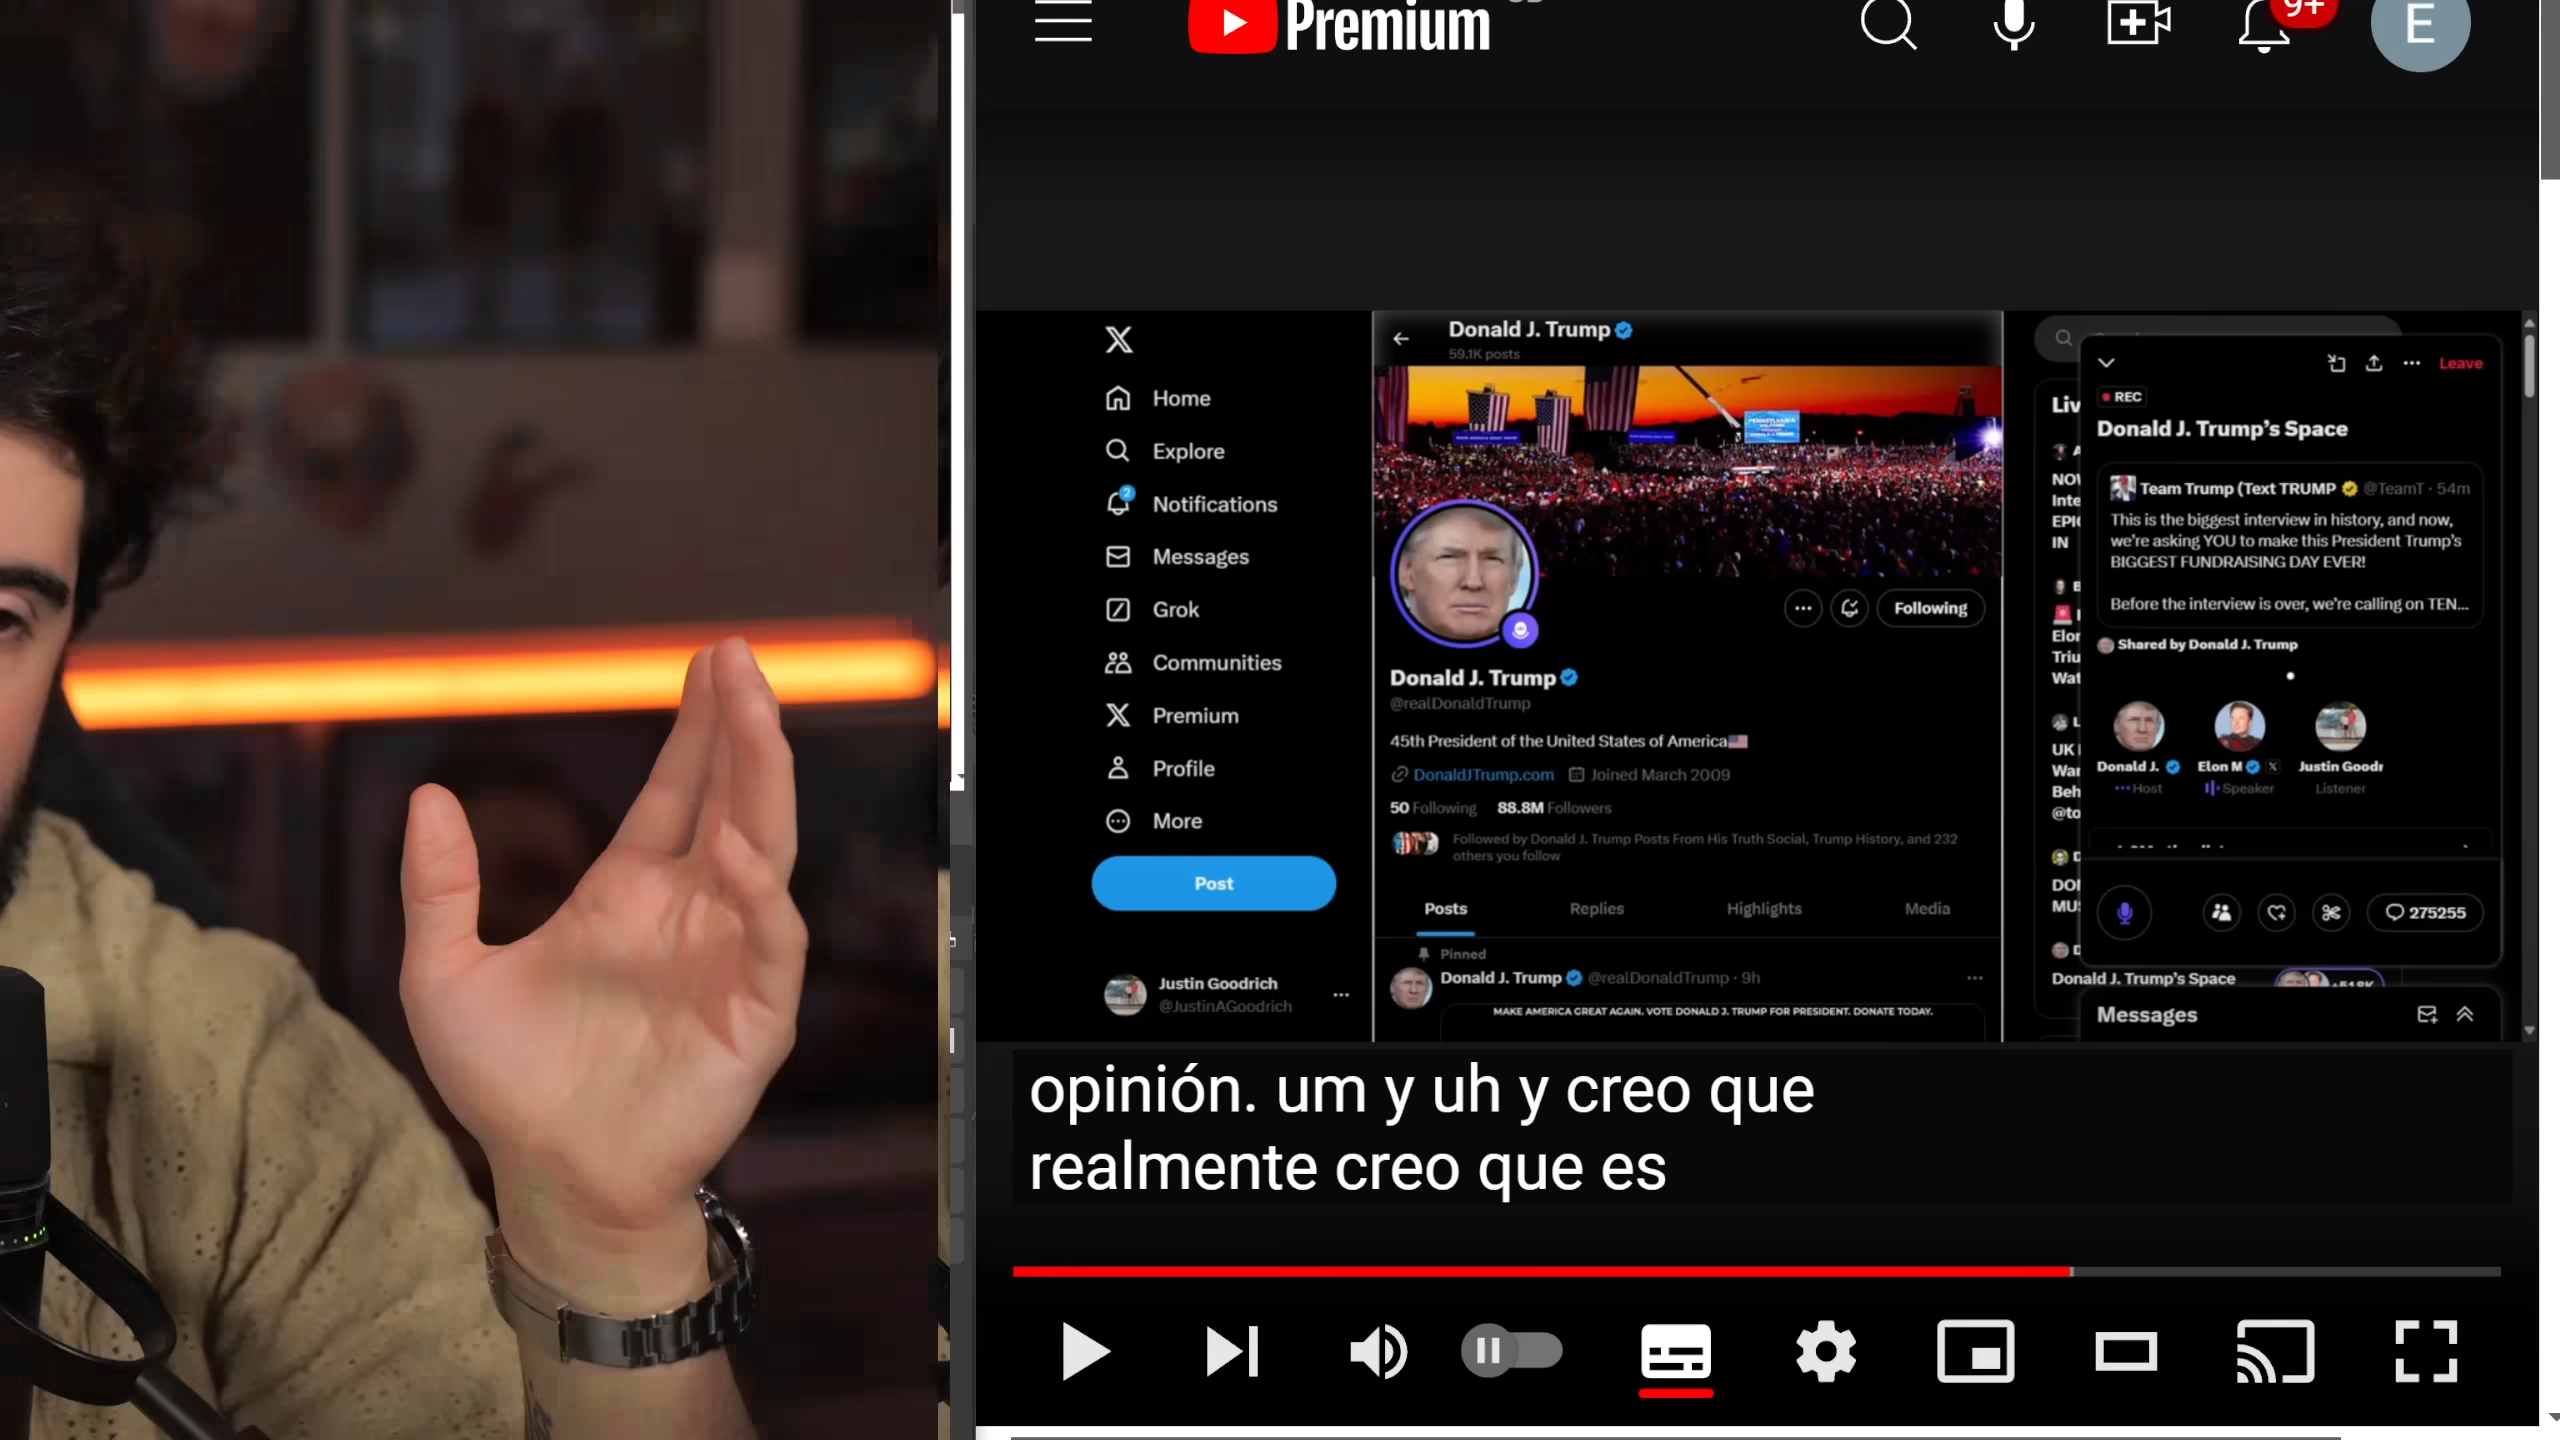 Premium
9+
E
Donald J. Trump
59.1K posts
Home
Explore
2
Notifications
Messages
Grok
Communities
Premium
Profile
More
Post
Justin Goodrich
@JustinAGoodrich
Following
Donald J. Trump
@realDonaldTrump
45th President of the United States of America
DonaldJTrump.com Joined March 2009
50 Following 88.8M Followers
Followed by Donald J. Trump Posts From His Truth Social, Trump History, and 232
others you follow
Posts Replies Highlights Media
Pinned
Donald J. Trump @realDonaldTrump · 9h
MAKE AMERICA GREAT AGAIN. VOTE DONALD J. TRUMP FOR PRESIDENT. DONATE TODAY.
Leave
REC
Donald J. Trump's Space
Team Trump (Text TRUMP @TeamT · 54m
This is the biggest interview in history, and now,
we're asking YOU to make this President Trump's
BIGGEST FUNDRAISING DAY EVER!
Before the interview is over, we're calling on TEN...
Shared by Donald J. Trump
Donald J. Elon M Justin Goodr
Host Speaker Listener
275255
Donald J. Trump's Space
Messages
opinión. um y uh y creo que
realmente creo que es